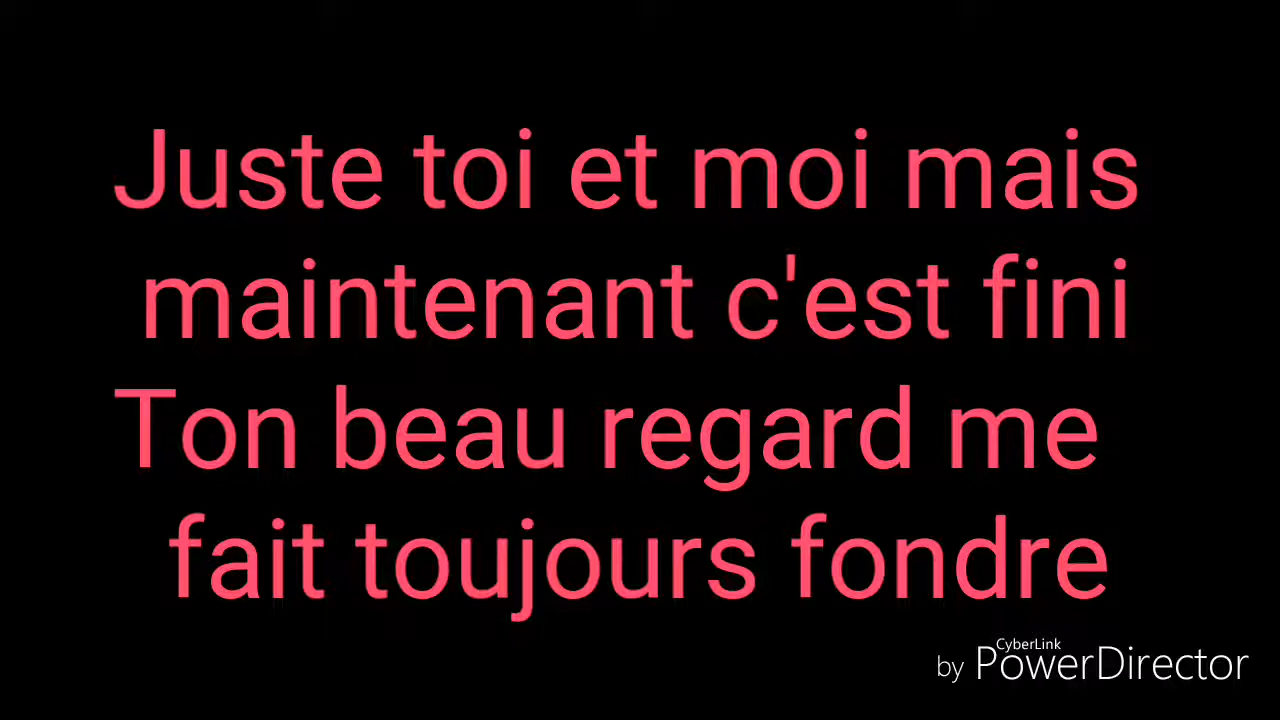 Juste toi et moi mais
maintenant c'est fini
Ton beau regard me
fait toujours fondre
CyberLink
by PowerDirector